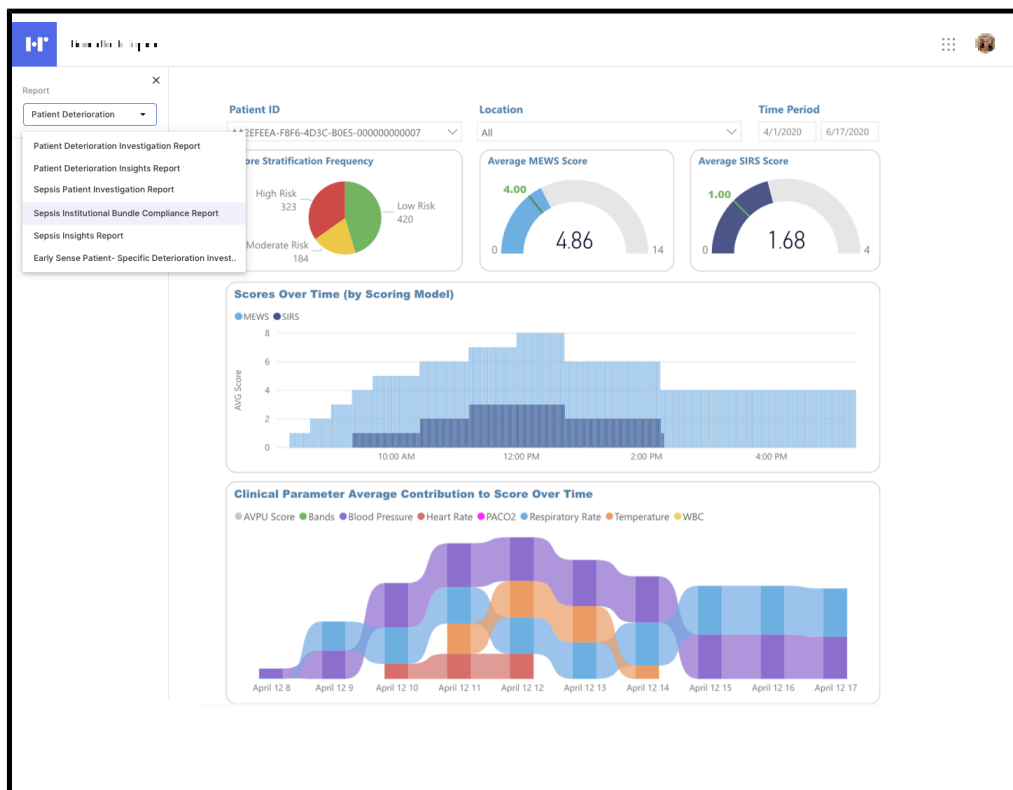 Report
Patient Deterioration
Patient Deterioration Investigation Report
Patient Deterioration Insights Report
Sepsis Patient Investigation Report
Sepsis Institutional Bundle Compliance Report
Sepsis Insights Report
Early Sense Patient- Specific Deterioration Invest..
Patient ID
Location
Time Period
2EFEEA-F8F6-4D3C-B0E5-000000000007
All
4/1/2020
6/17/2020
ore Stratification Frequency
High Risk
323
Low Risk
420
Moderate Risk
184
Average MEWS Score
4.00
4.86
0
14
Average SIRS Score
1.00
1.68
0
4
Scores Over Time (by Scoring Model)
MEWS SIRS
AVG Score
8
6
4
2
0
10:00 AM 12:00 PM 2:00 PM 4:00 PM
Clinical Parameter Average Contribution to Score Over Time
AVPU Score Bands Blood Pressure Heart Rate PACO2 Respiratory Rate Temperature WBC
April 12 8 April 12 9 April 12 10 April 12 11 April 12 12 April 12 13 April 12 14 April 12 15 April 12 16 April 12 17